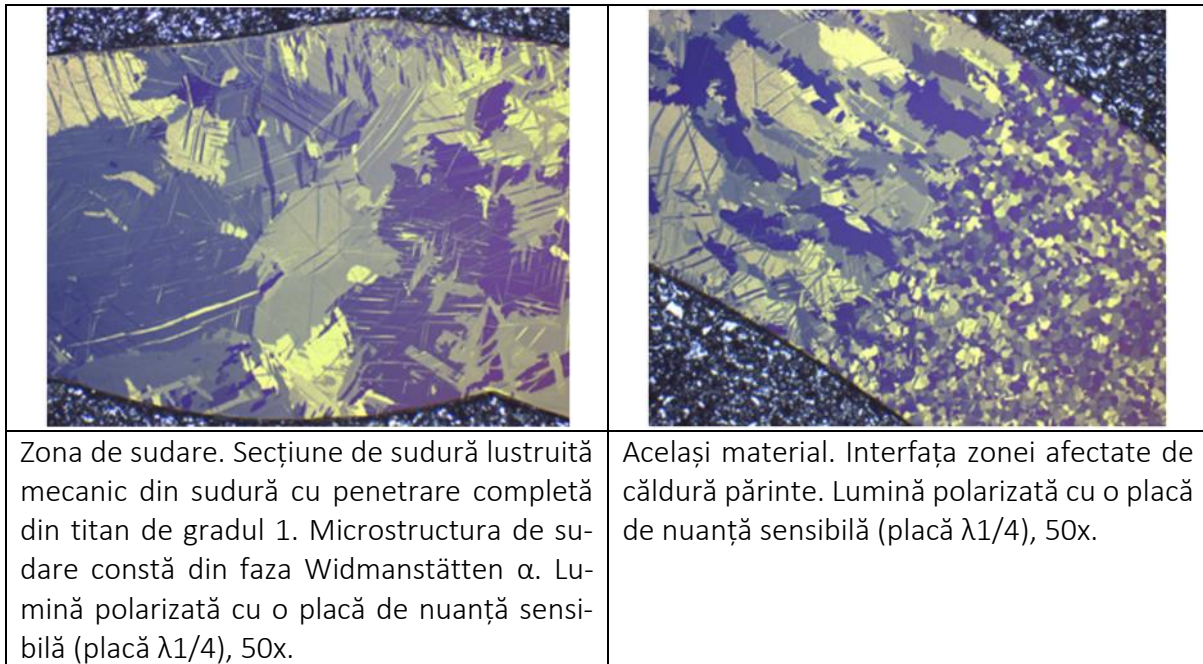 Zona de sudare. Secțiune de sudură lustruită
mecanic din sudură cu penetrare completă
din titan de gradul 1. Microstructura de su-
dare constă din faza Widmanstätten α. Lu-
mină polarizată cu o placă de nuanță sensi-
bilă (placă λ1/4), 50x.
Același material. Interfața zonei afectate de
căldură părinte. Lumină polarizată cu o placă
de nuanță sensibilă (placă λ1/4), 50x.